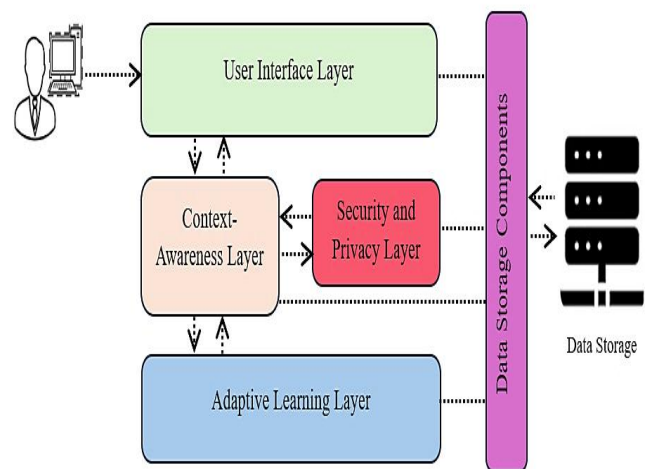 User Interface Layer
Context-
Awareness Layer
Security and
Privacy Layer
Adaptive Learning Layer
Data Storage Components
Data Storage